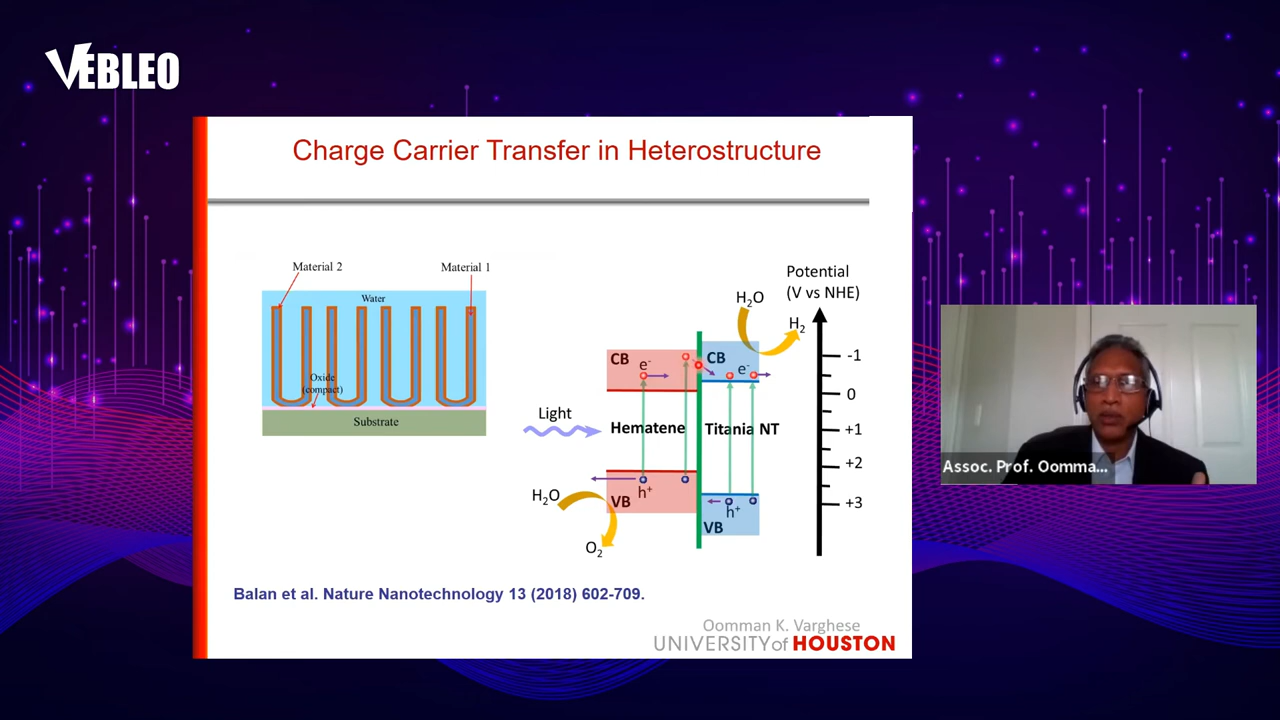 VEBLEO
Charge Carrier Transfer in Heterostructure
Material 2
Material 1
Water
Oxide
(compact)
Substrate
Light
H₂O
O₂
CB
e⁻
Hematene
h⁺
VB
CB
e⁻
Titania NT
h⁺
VB
H₂O
H₂
Potential
(V vs NHE)
-1
0
+1
+2
+3
Balan et al. Nature Nanotechnology 13 (2018) 602-709.
Oomman K. Varghese
UNIVERSITY of HOUSTON
Assoc. Prof. Oomma...